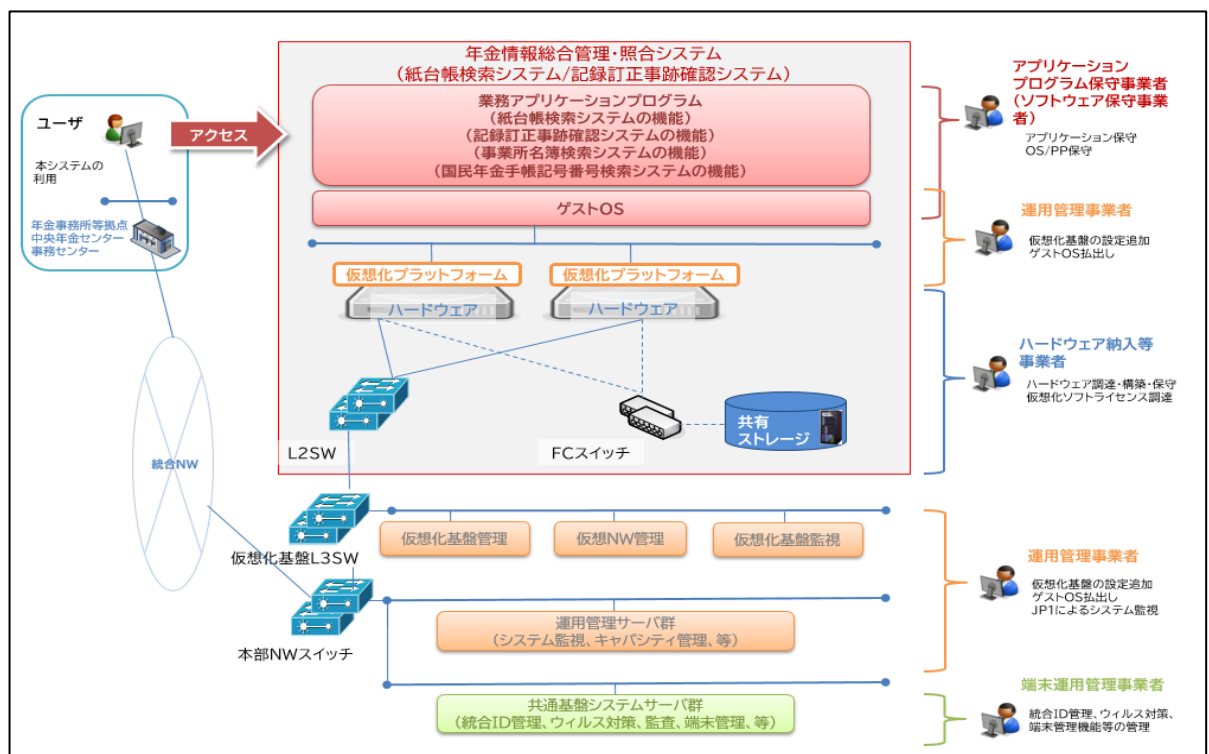 年金情報総合管理・照合システム
(紙台帳検索システム/記録訂正事跡確認システム)
業務アプリケーションプログラム
(紙台帳検索システムの機能)
(記録訂正事跡確認システムの機能)
(事業所名簿検索システムの機能)
(国民年金手帳記号番号検索システムの機能)
ゲストOS
仮想化プラットフォーム
仮想化プラットフォーム
ハードウェア
ハードウェア
L2SW
FCスイッチ
共有
ストレージ
ユーザ
アクセス
本システムの
利用
年金事務所等拠点
中央年金センター
事務センター
統合NW
仮想化基盤L3SW
仮想化基盤管理
仮想NW管理
仮想化基盤監視
本部NWスイッチ
運用管理サーバ群
(システム監視、キャパシティ管理、等)
共通基盤システムサーバ群
(統合ID管理、ウィルス対策、監査、端末管理、等)
アプリケーション
プログラム保守事業者
(ソフトウェア保守事業
者)
アプリケーション保守
OS/PP保守
運用管理事業者
仮想化基盤の設定追加
ゲストOS払出し
ハードウェア納入等
事業者
ハードウェア調達・構築・保守
仮想化ソフトライセンス調達
運用管理事業者
仮想化基盤の設定追加
ゲストOS払出し
JP1によるシステム監視
端末運用管理事業者
統合ID管理、ウィルス対策、
端末管理機能等の管理